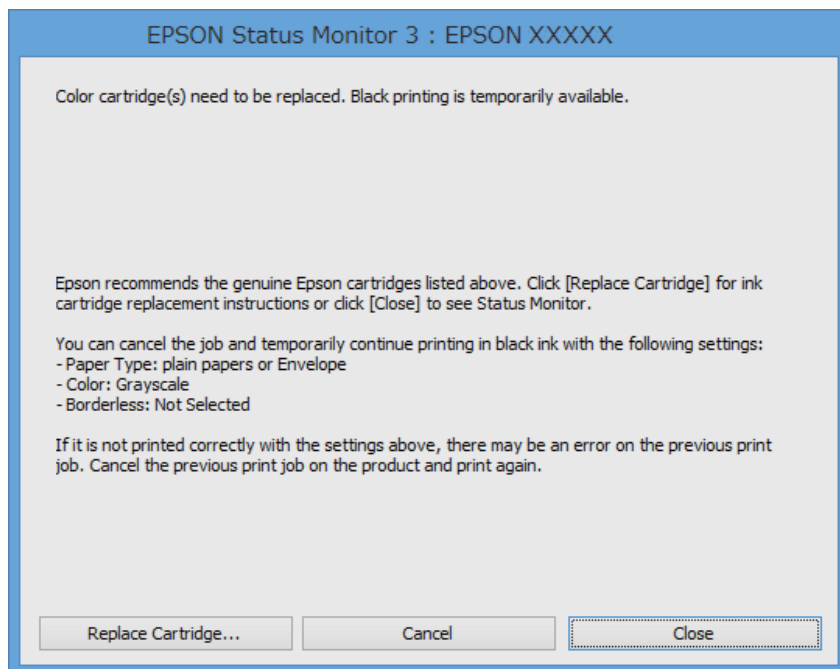 EPSON Status Monitor 3 : EPSON XXXXX
Color cartridge(s) need to be replaced. Black printing is temporarily available.
Epson recommends the genuine Epson cartridges listed above. Click [Replace Cartridge] for ink
cartridge replacement instructions or click [Close] to see Status Monitor.
You can cancel the job and temporarily continue printing in black ink with the following settings:
- Paper Type: plain papers or Envelope
- Color: Grayscale
- Borderless: Not Selected
If it is not printed correctly with the settings above, there may be an error on the previous print
job. Cancel the previous print job on the product and print again.
Replace Cartridge... Cancel Close